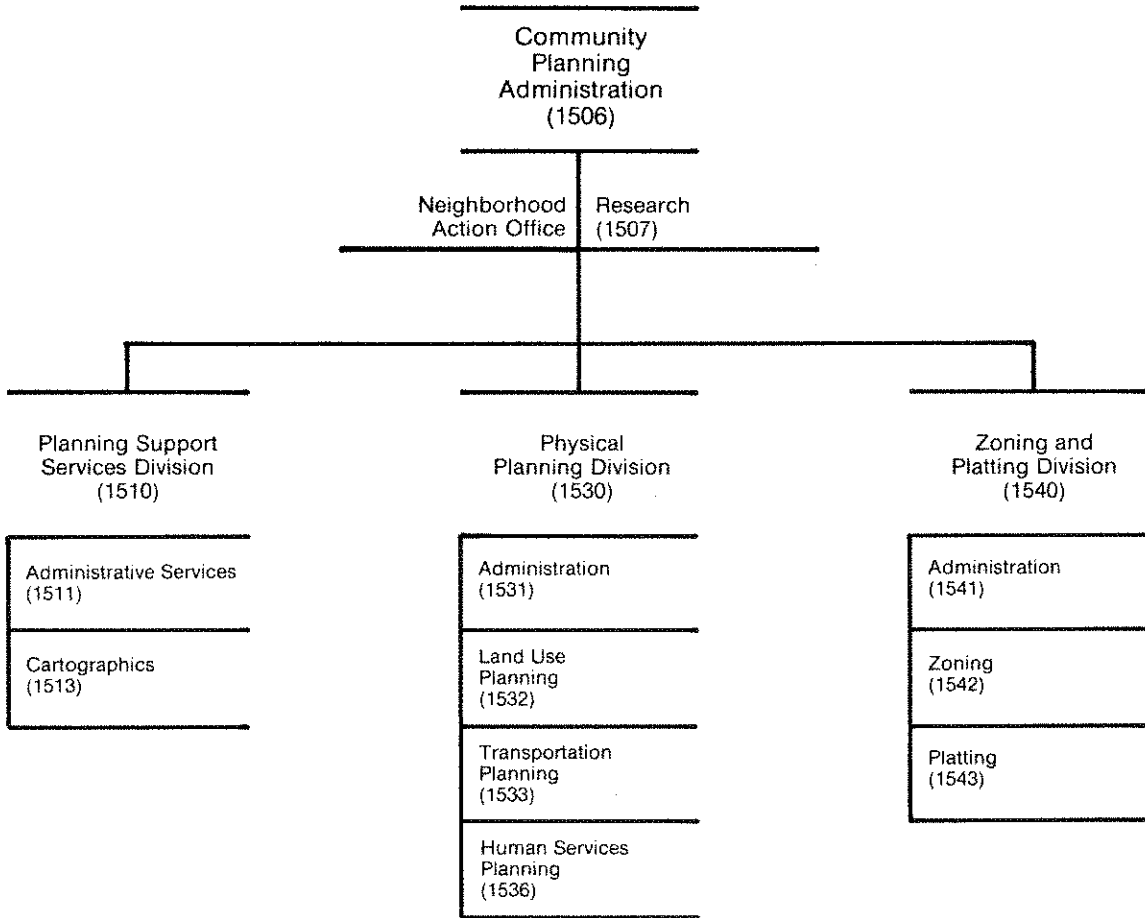 Community
Planning
Administration
(1506)
Neighborhood
Action Office
Research
(1507)
Planning Support
Services Division
(1510)
Administrative Services
(1511)
Cartographics
(1513)
Physical
Planning Division
(1530)
Administration
(1531)
Land Use
Planning
(1532)
Transportation
Planning
(1533)
Human Services
Planning
(1536)
Zoning and
Platting Division
(1540)
Administration
(1541)
Zoning
(1542)
Platting
(1543)